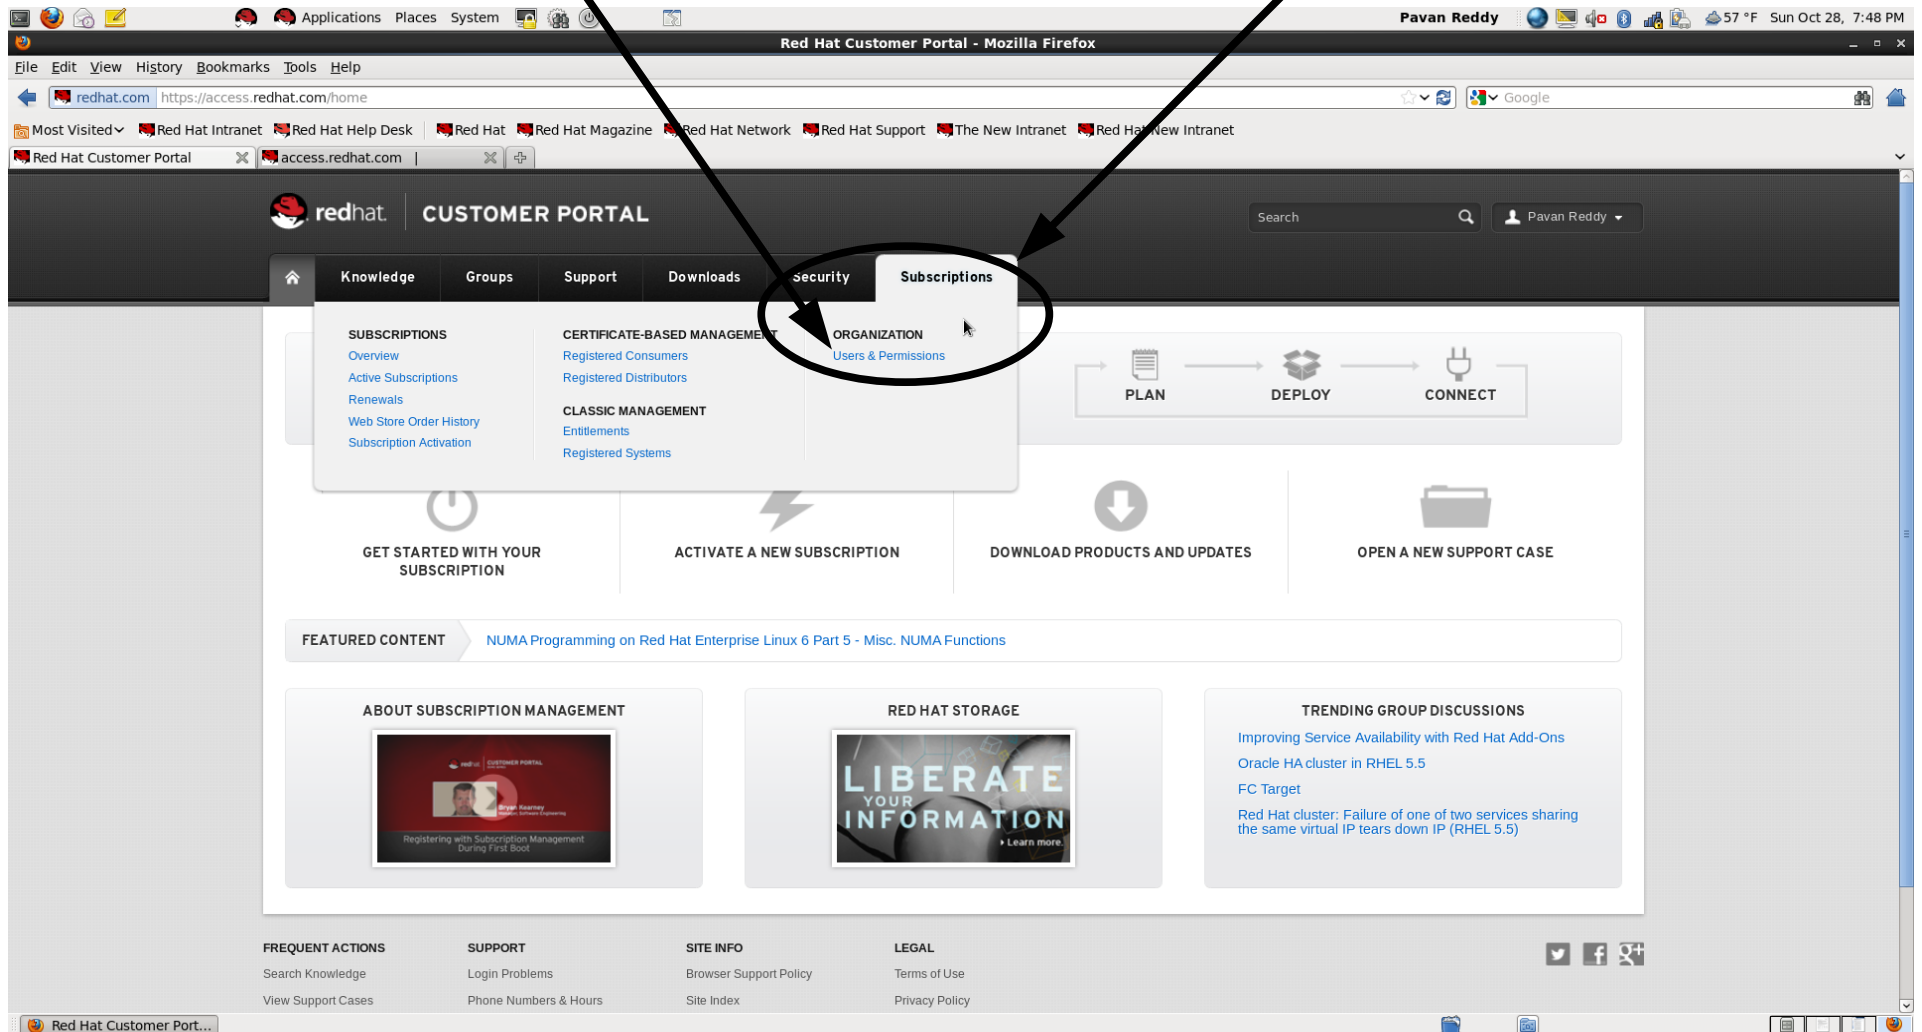 Applications Places System
Pavan Reddy
57 °F Sun Oct 28, 7:48 PM
Red Hat Customer Portal - Mozilla Firefox
File Edit View History Bookmarks Tools Help
redhat.com https://access.redhat.com/home
Google
Most Visited Red Hat Intranet Red Hat Help Desk Red Hat Red Hat Magazine Red Hat Network Red Hat Support The New Intranet Red Hat New Intranet
Red Hat Customer Portal access.redhat.com |
redhat. CUSTOMER PORTAL
Search
Pavan Reddy
Knowledge Groups Support Downloads Security Subscriptions
SUBSCRIPTIONS
Overview
Active Subscriptions
Renewals
Web Store Order History
Subscription Activation
CERTIFICATE-BASED MANAGEMENT
Registered Consumers
Registered Distributors
CLASSIC MANAGEMENT
Entitlements
Registered Systems
ORGANIZATION
Users & Permissions
PLAN DEPLOY CONNECT
GET STARTED WITH YOUR
SUBSCRIPTION
ACTIVATE A NEW SUBSCRIPTION
DOWNLOAD PRODUCTS AND UPDATES
OPEN A NEW SUPPORT CASE
FEATURED CONTENT
NUMA Programming on Red Hat Enterprise Linux 6 Part 5 - Misc. NUMA Functions
ABOUT SUBSCRIPTION MANAGEMENT
redhat CUSTOMER PORTAL
Bryan Kearney
Manager, Software Engineering
Registering with Subscription Management
During First Boot
RED HAT STORAGE
LIBERATE
YOUR
INFORMATION
Learn more.
TRENDING GROUP DISCUSSIONS
Improving Service Availability with Red Hat Add-Ons
Oracle HA cluster in RHEL 5.5
FC Target
Red Hat cluster: Failure of one of two services sharing
the same virtual IP tears down IP (RHEL 5.5)
FREQUENT ACTIONS
Search Knowledge
View Support Cases
SUPPORT
Login Problems
Phone Numbers & Hours
SITE INFO
Browser Support Policy
Site Index
LEGAL
Terms of Use
Privacy Policy
Red Hat Customer Port...